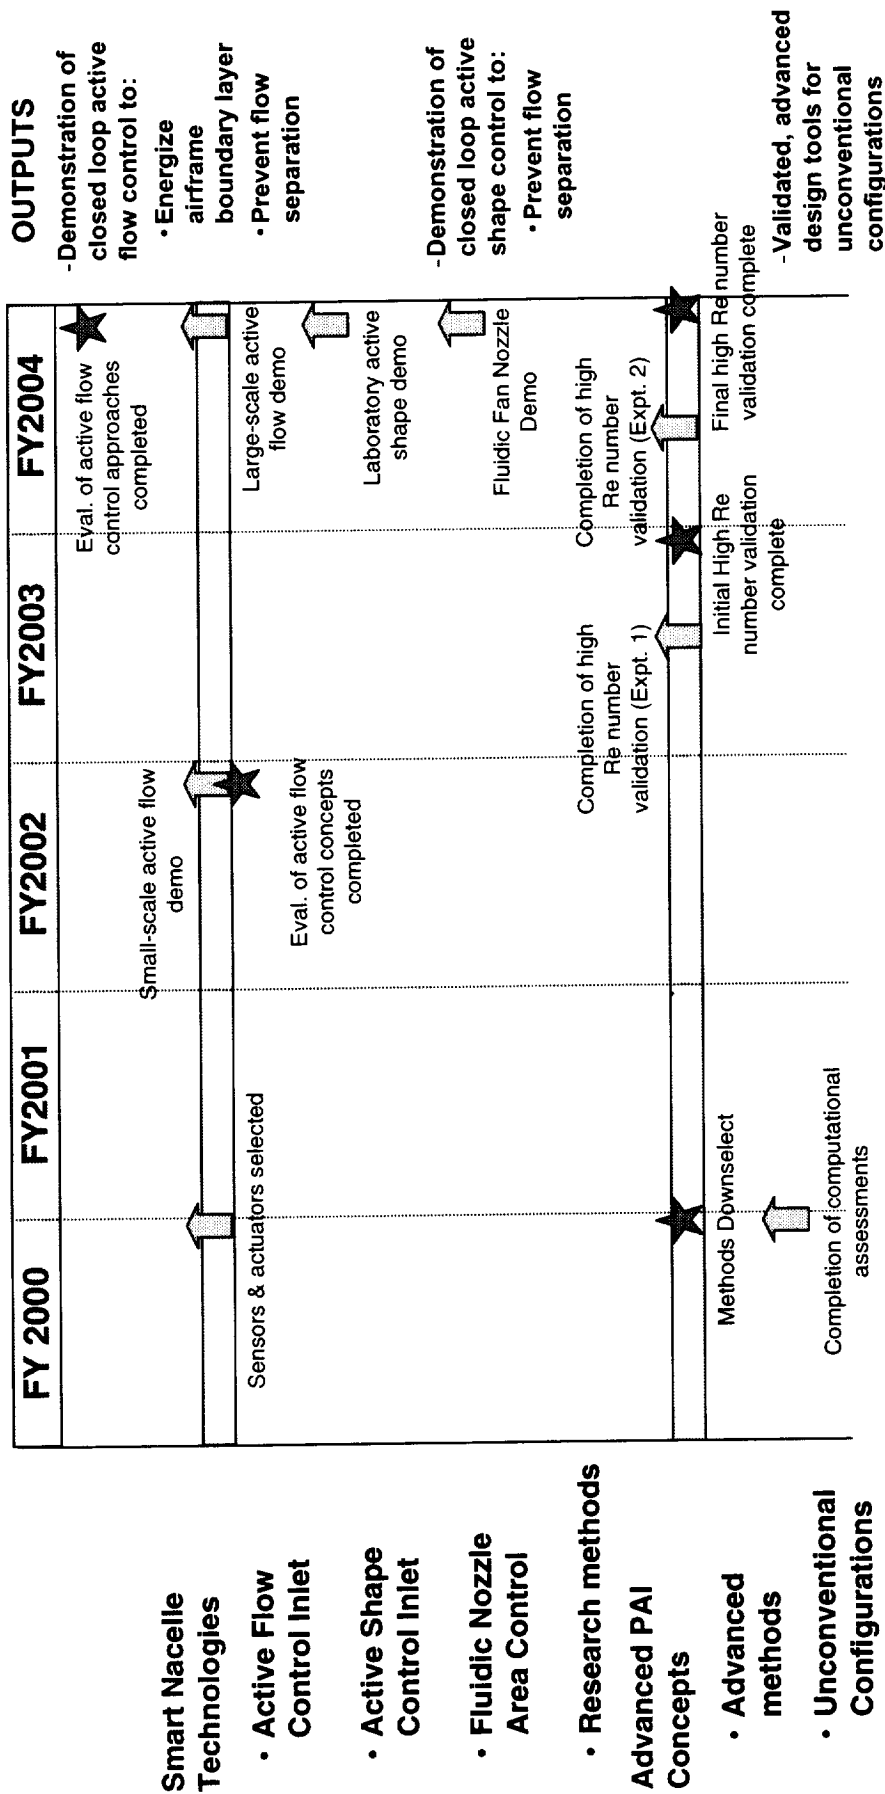 FY 2000
FY2001
FY2002
FY2003
FY2004
OUTPUTS
Smart Nacelle
Technologies
• Active Flow
Control Inlet
• Active Shape
Control Inlet
• Fluidic Nozzle
Area Control
• Research methods
Advanced PAI
Concepts
• Advanced
methods
• Unconventional
Configurations
Sensors & actuators selected
Small-scale active flow
demo
Eval. of active flow
control concepts
completed
Eval. of active flow
control approaches
completed
Large-scale active
flow demo
Laboratory active
shape demo
Fluidic Fan Nozzle
Demo
Methods Downselect
Completion of computational
assessments
Completion of high
Re number
validation (Expt. 1)
Initial High Re
number validation
complete
Completion of high
Re number
validation (Expt. 2)
Final high Re number
validation complete
-Demonstration of
closed loop active
flow control to:
• Energize
airframe
boundary layer
• Prevent flow
separation
-Demonstration of
closed loop active
shape control to:
• Prevent flow
separation
-Validated, advanced
design tools for
unconventional
configurations